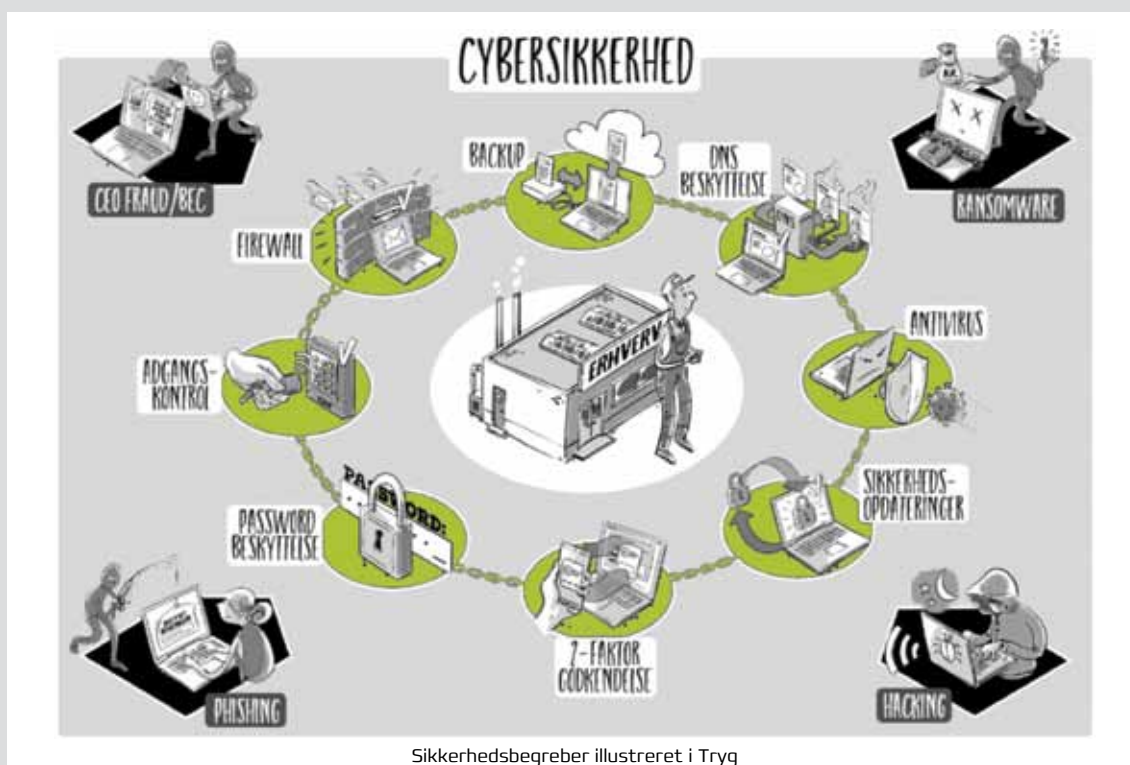 CYBERSIKKERHED
CEO FRAUD/BEC
BACKUP
DNS
BESKYTTELSE
RANSOMWARE
FIREWALL
ERHVERV
ANTIVIRUS
ADGANGS-
KONTROL
SIKKERHEDS-
OPDATERINGER
PASSWORD:
PASSWORD
BESKYTTELSE
2-FAKTOR
GODKENDELSE
PHISHING
HACKING
Sikkerhedsbegreber illustreret i Tryg